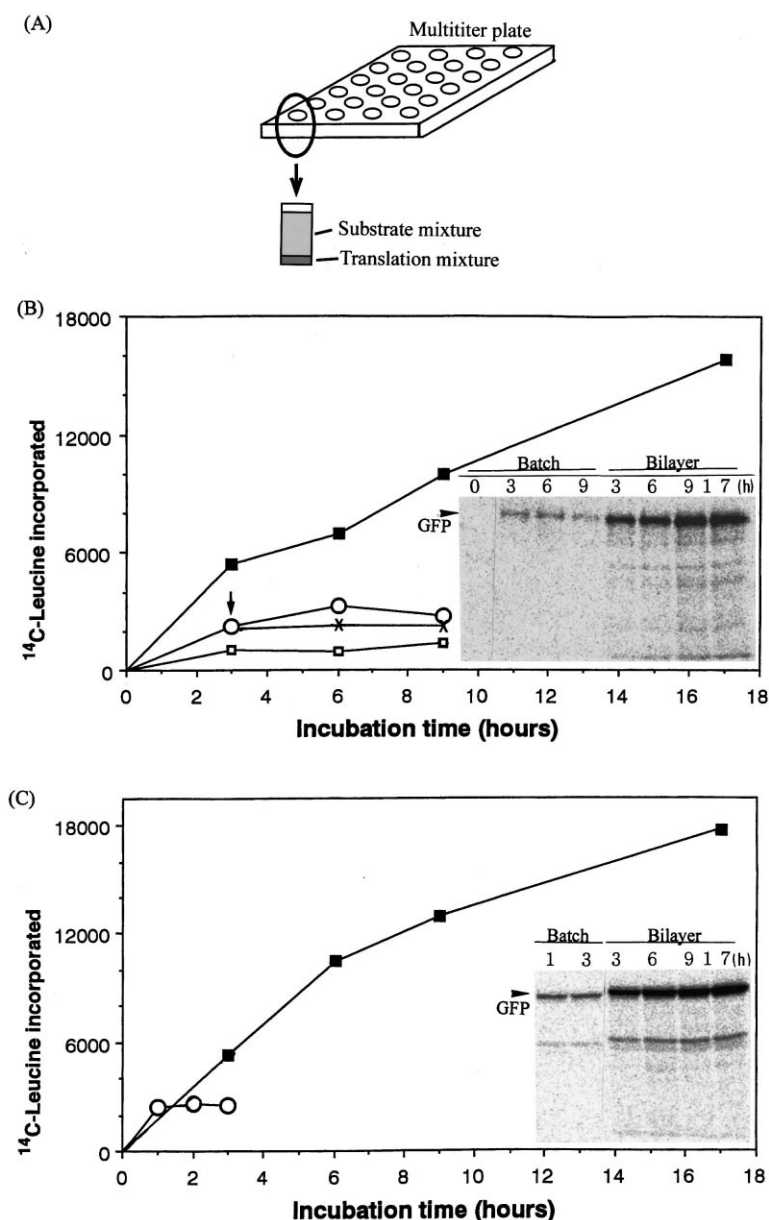 (A)
Multititer plate
Substrate mixture
Translation mixture
(B)
18000
12000
6000
0
14C-Leucine incorporated
0 2 4 6 8 10 12 14 16 18
Incubation time (hours)
Batch Bilayer
0 3 6 9 3 6 9 17 (h)
GFP
(C)
18000
12000
6000
0
14C-Leucine incorporated
0 2 4 6 8 10 12 14 16 18
Incubation time (hours)
Batch Bilayer
1 3 3 6 9 17 (h)
GFP